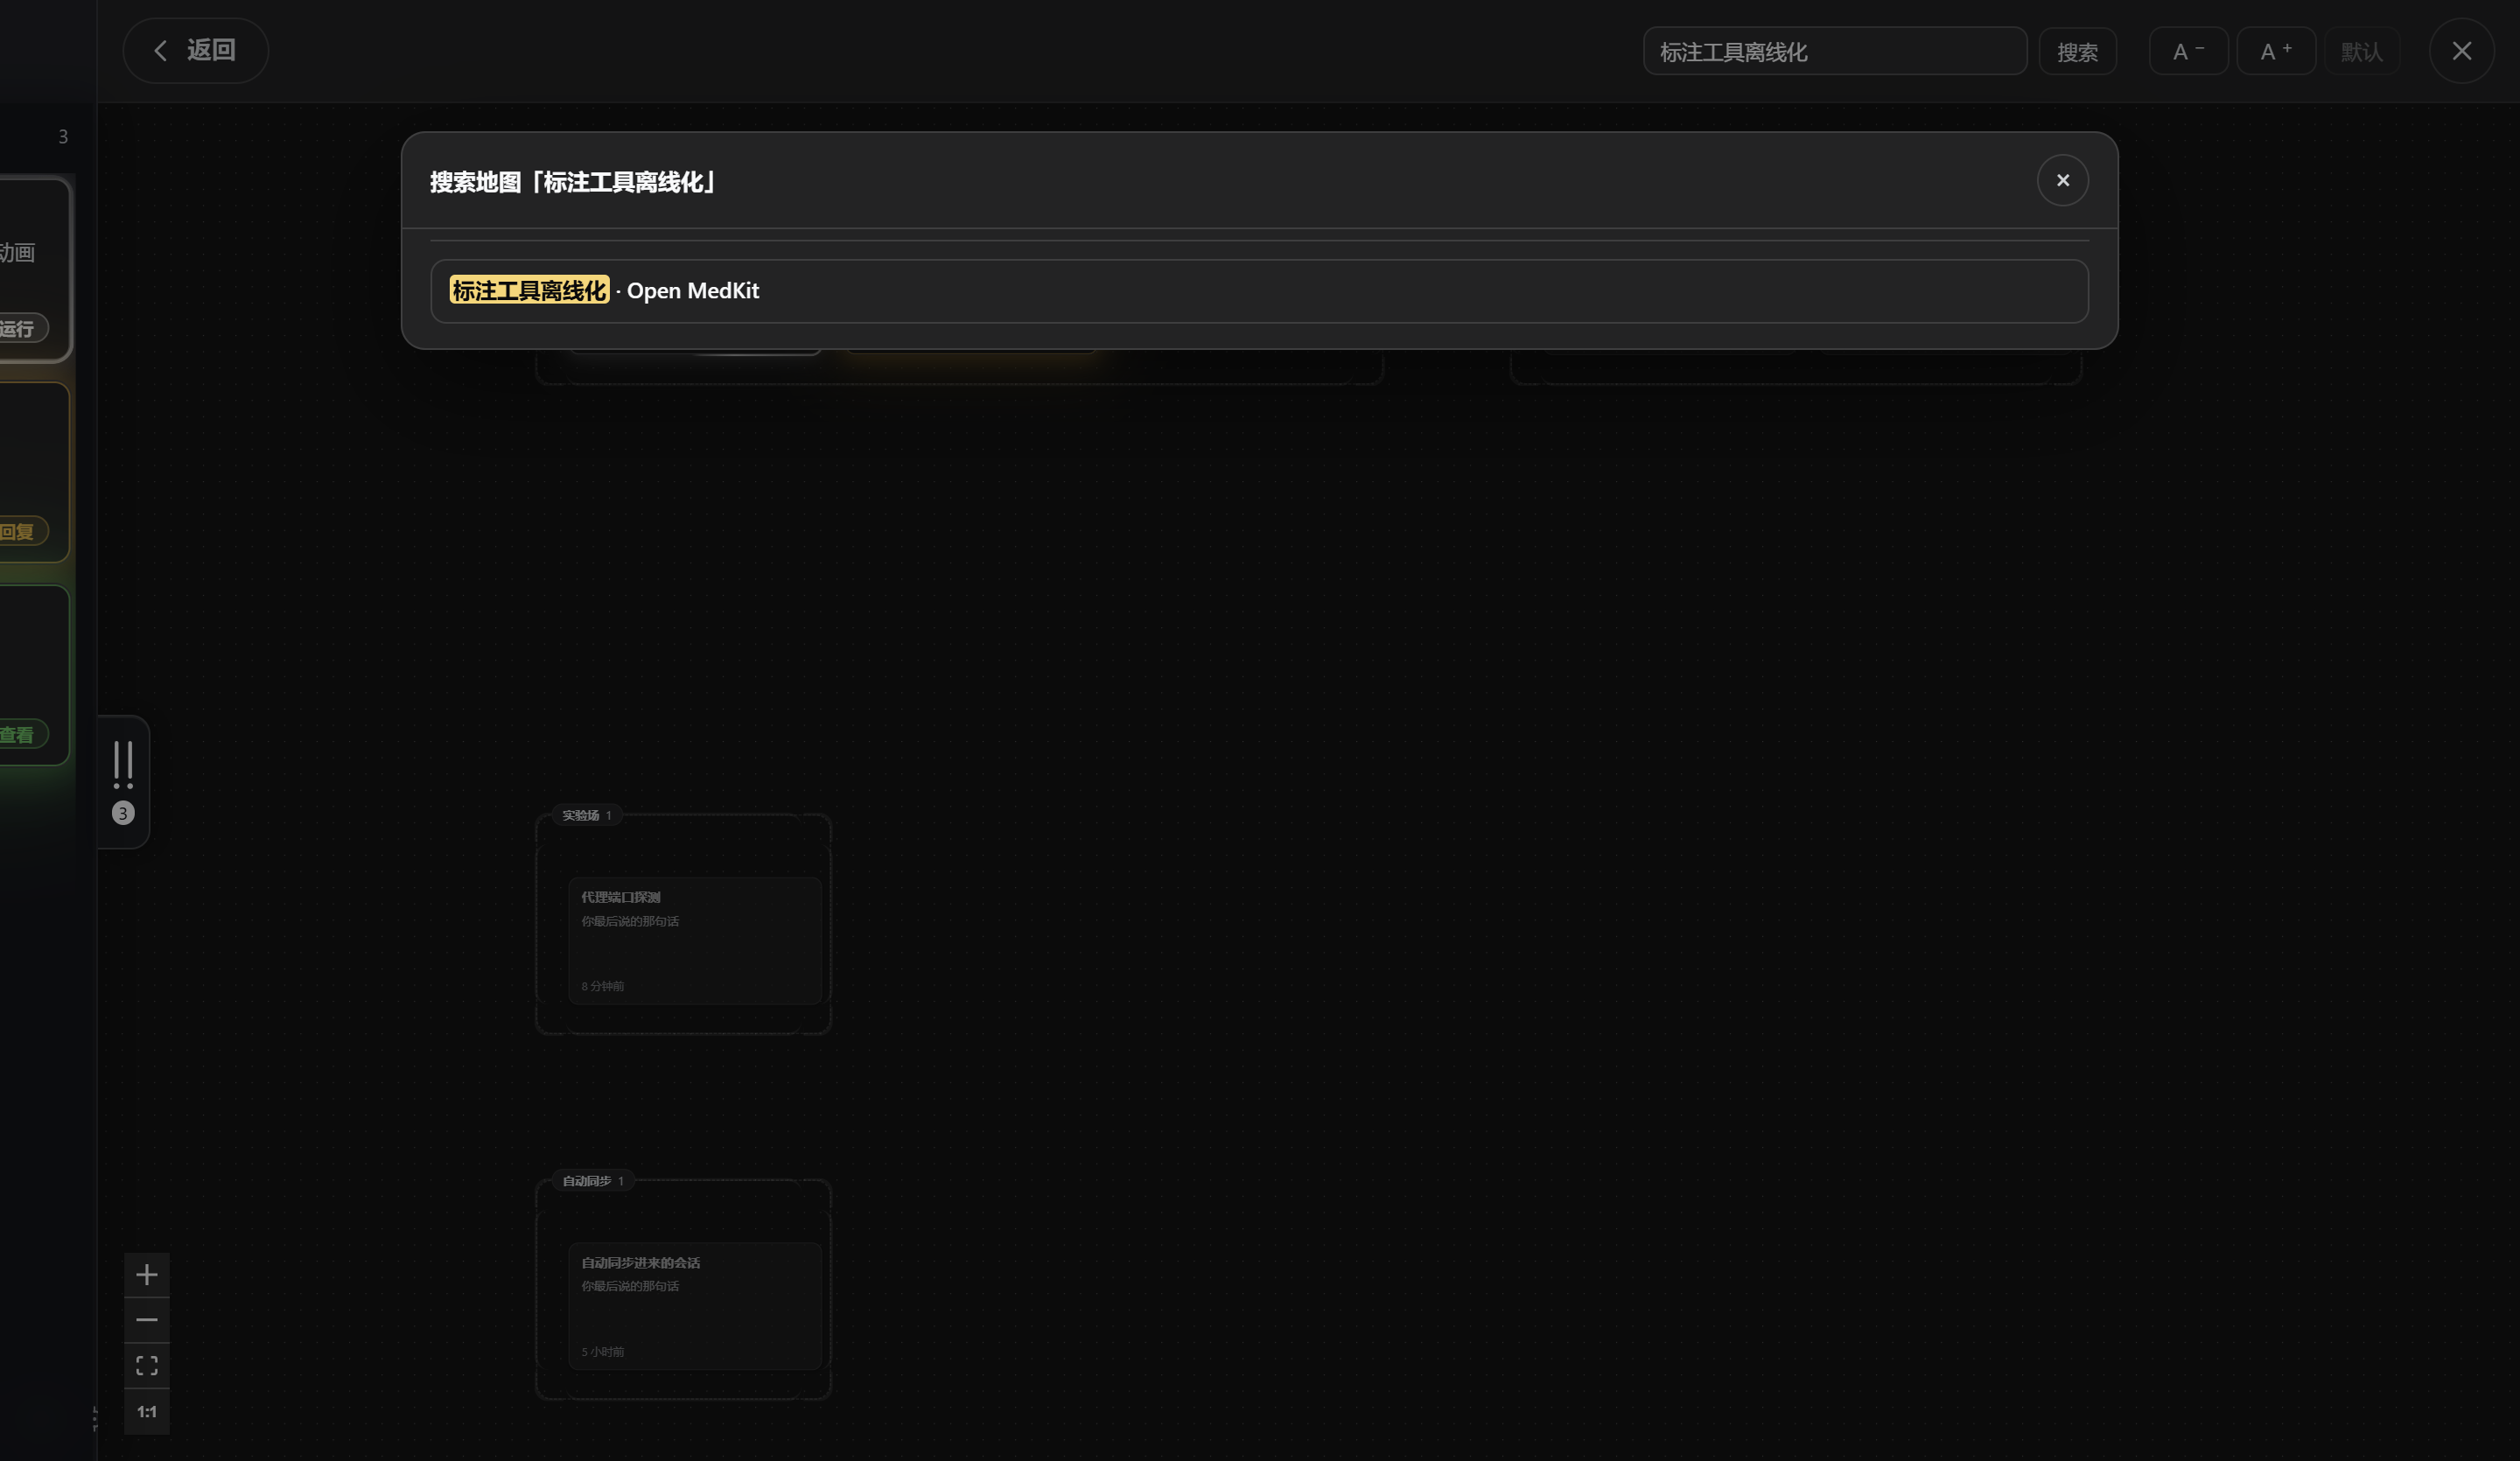 返回
标注工具离线化
搜索
A −
A +
默认
3
搜索地图「标注工具离线化」
标注工具离线化 · Open MedKit
动画
运行
回复
查看
3
实验场 1
代理端口探测
你最后说的那句话
8 分钟前
自动同步 1
自动同步进来的会话
你最后说的那句话
5 小时前
1:1